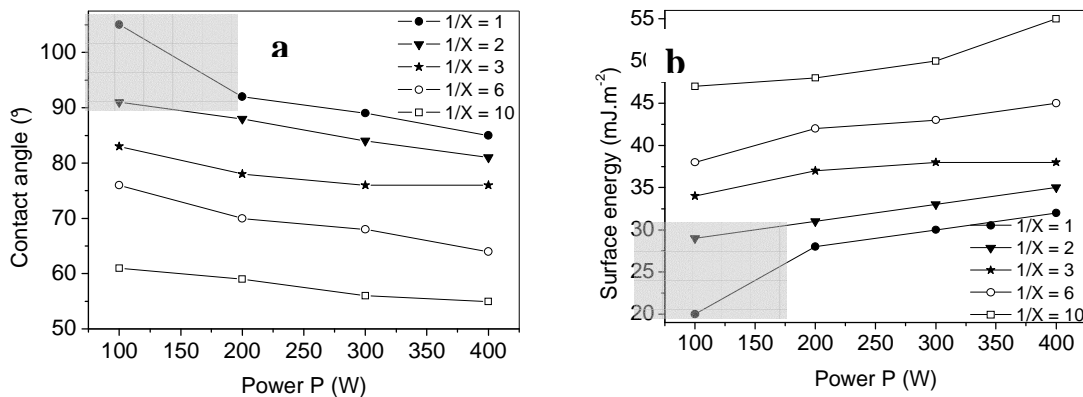 a
Contact angle (°)
100
90
80
70
60
50
100 150 200 250 300 350 400
Power P (W)
1/X = 1
1/X = 2
1/X = 3
1/X = 6
1/X = 10
b
Surface energy (mJ.m-2)
55
50
45
40
35
30
25
20
100 150 200 250 300 350 400
Power P (W)
1/X = 1
1/X = 2
1/X = 3
1/X = 6
1/X = 10